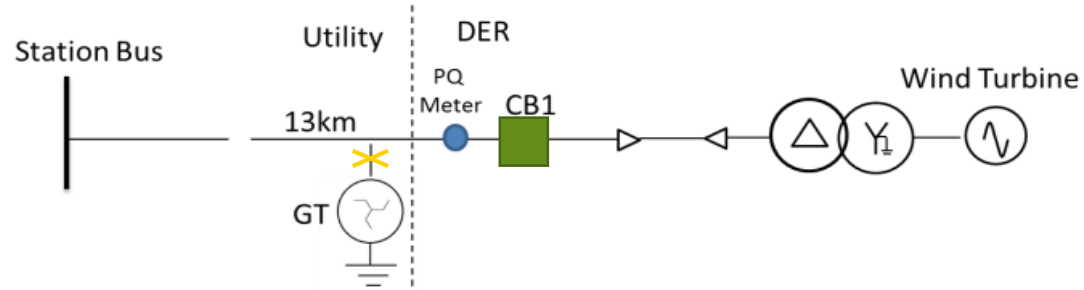 Station Bus
Utility
DER
PQ
Meter
CB1
Wind Turbine
13km
GT